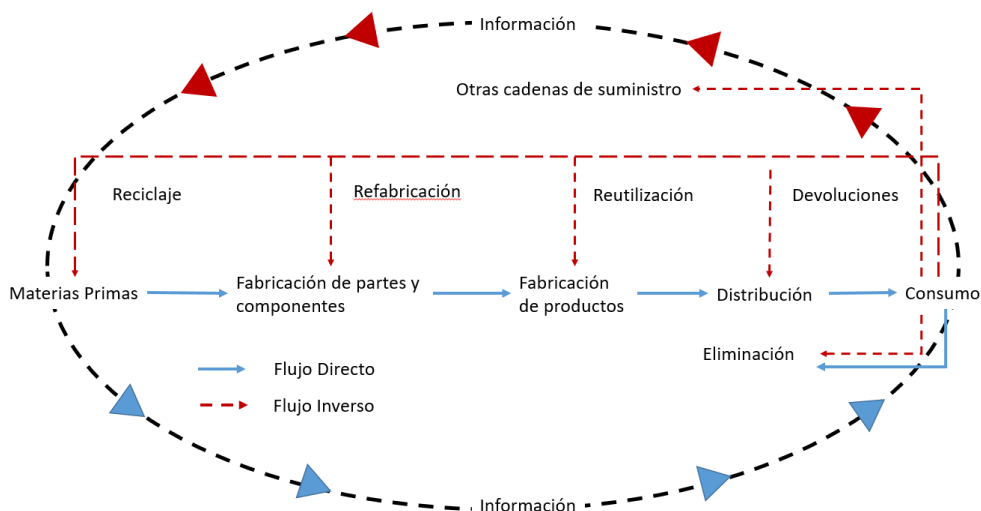 Información
Otras cadenas de suministro
Reciclaje
Refabricación
Reutilización
Devoluciones
Materias Primas
Fabricación de partes y
componentes
Fabricación
de productos
Distribución
Consumo
Eliminación
Flujo Directo
Flujo Inverso
Información